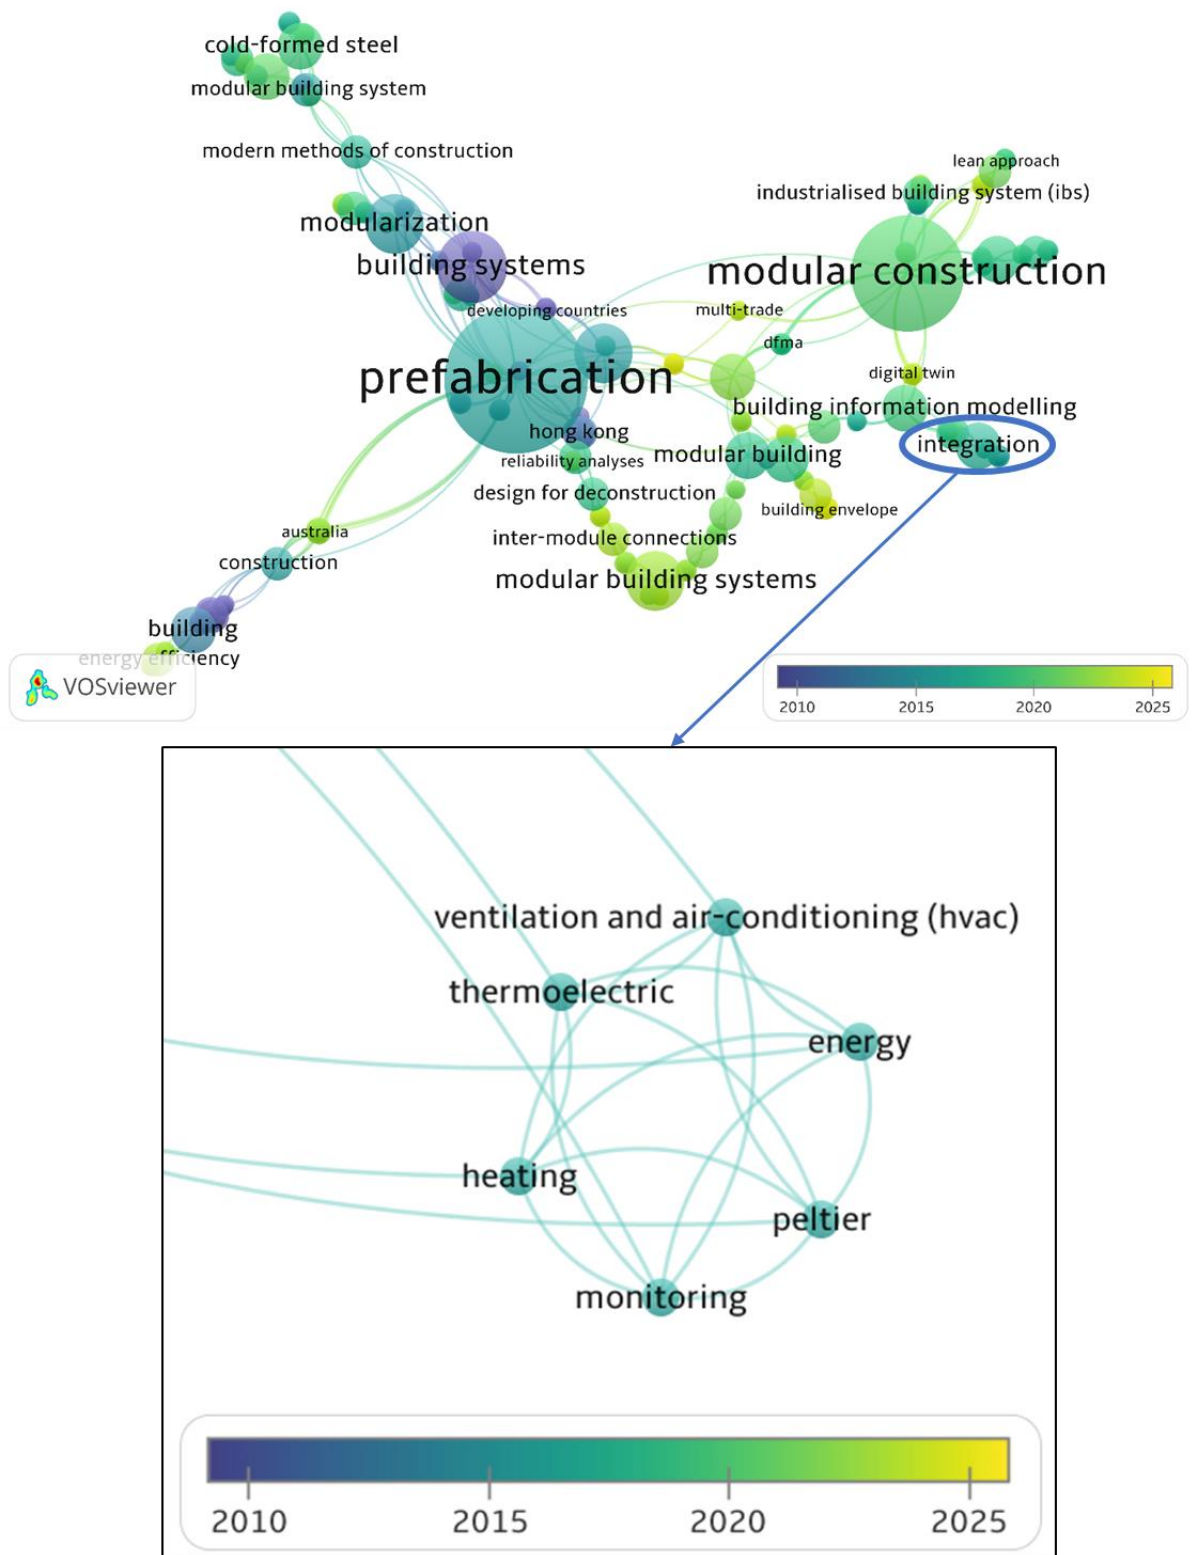 cold-formed steel
modular building system
modern methods of construction
lean approach
industrialised building system (ibs)
modularization
building systems
modular construction
developing countries
multi-trade
dfma
prefabrication
digital twin
building information modelling
hong kong
integration
reliability analyses
modular building
design for deconstruction
building envelope
australia
inter-module connections
construction
modular building systems
building
energy efficiency
VOSviewer
2010 2015 2020 2025
ventilation and air-conditioning (hvac)
thermoelectric
energy
heating
peltier
monitoring
2010 2015 2020 2025